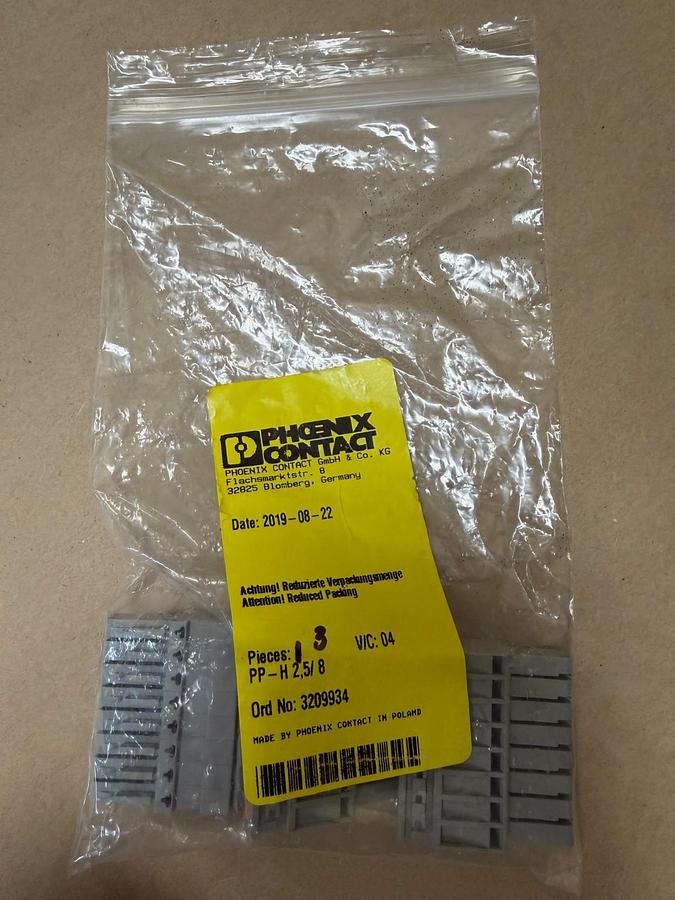 PHOENIX
CONTACT
PHOENIX CONTACT GmbH & Co. KG
Flachsmarktstr. 8
32825 Blomberg, Germany
Date: 2019-08-22
Achtung! Reduzierte Verpackungsmenge
Attention! Reduced Packing
Pieces: 3 V/C: 04
PP-H 2,5/ 8
Ord No: 3209934
MADE BY PHOENIX CONTACT IN POLAND